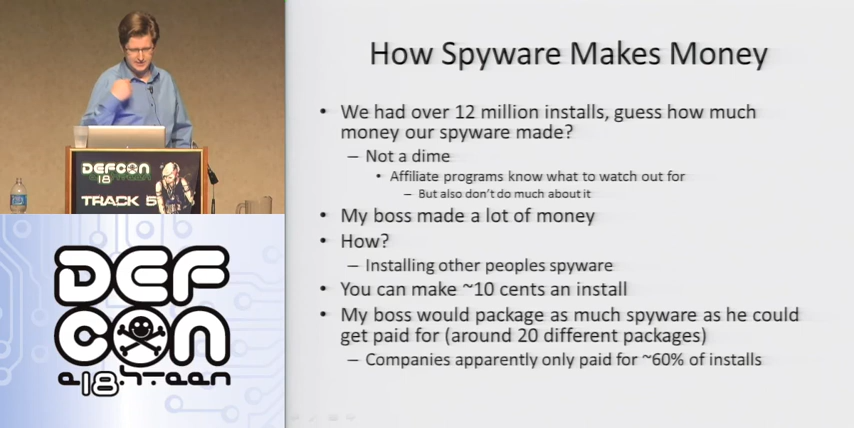 How Spyware Makes Money
We had over 12 million installs, guess how much
money our spyware made?
– Not a dime
Affiliate programs know what to watch out for
– But also don't do much about it
My boss made a lot of money
How?
– Installing other peoples spyware
You can make ~10 cents an install
My boss would package as much spyware as he could
get paid for (around 20 different packages)
– Companies apparently only paid for ~60% of installs
DEFCON
18
TRACK 5
DEF
CON
e18hteen